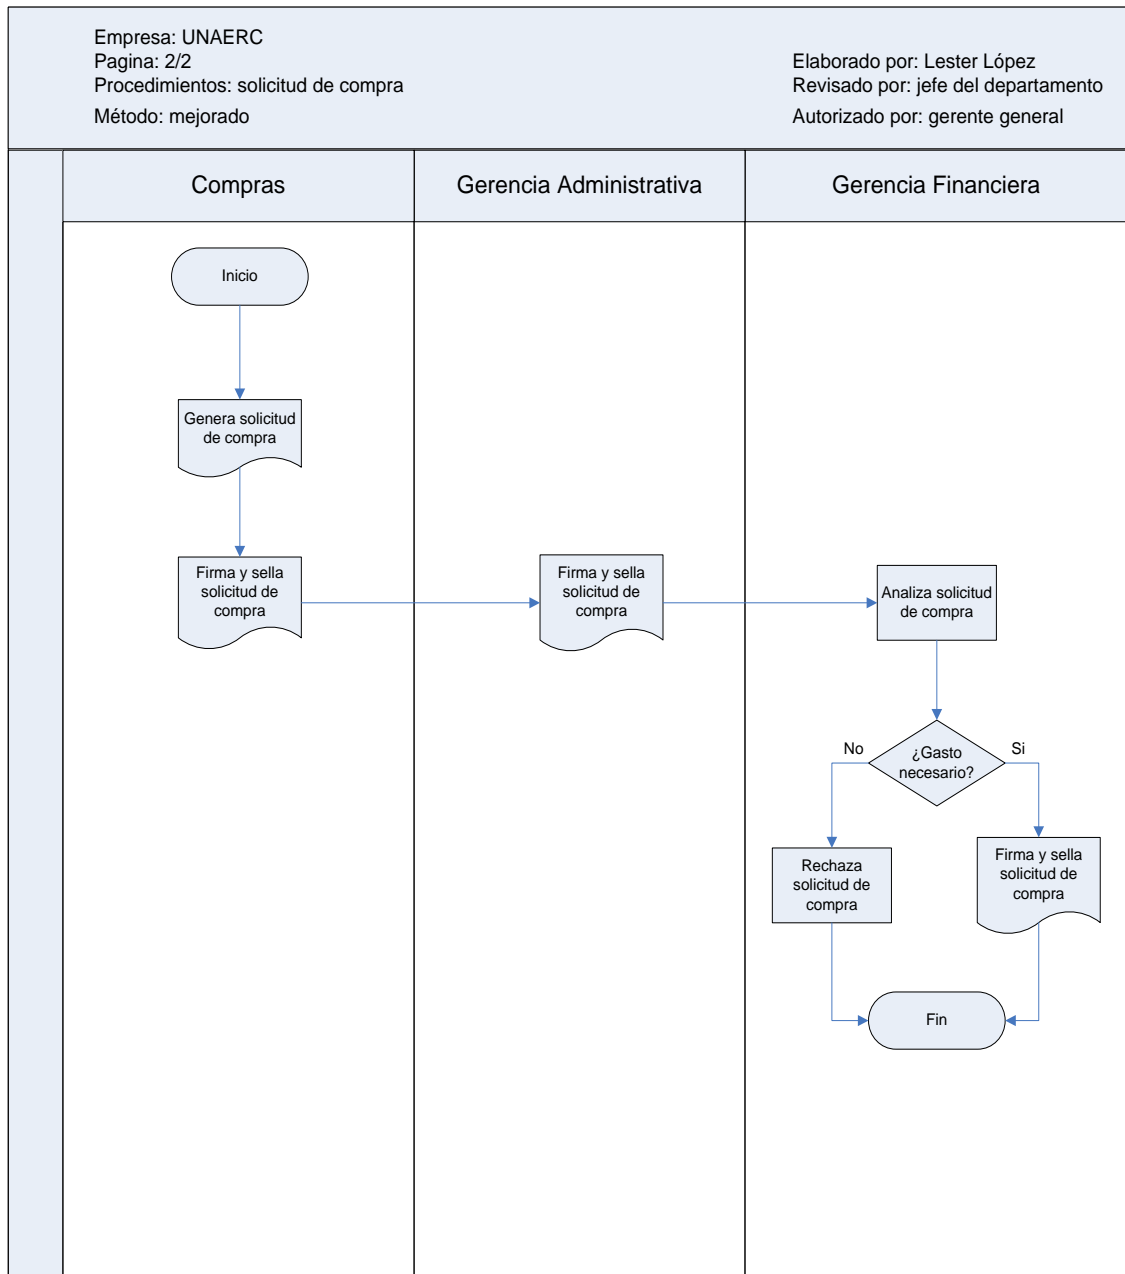 Empresa: UNAERC
Pagina: 2/2
Procedimientos: solicitud de compra
Método: mejorado
Elaborado por: Lester López
Revisado por: jefe del departamento
Autorizado por: gerente general
Compras
Gerencia Administrativa
Gerencia Financiera
Inicio
Genera solicitud
de compra
Firma y sella
solicitud de
compra
Firma y sella
solicitud de
compra
Analiza solicitud
de compra
¿Gasto
necesario?
No
Si
Rechaza
solicitud de
compra
Firma y sella
solicitud de
compra
Fin